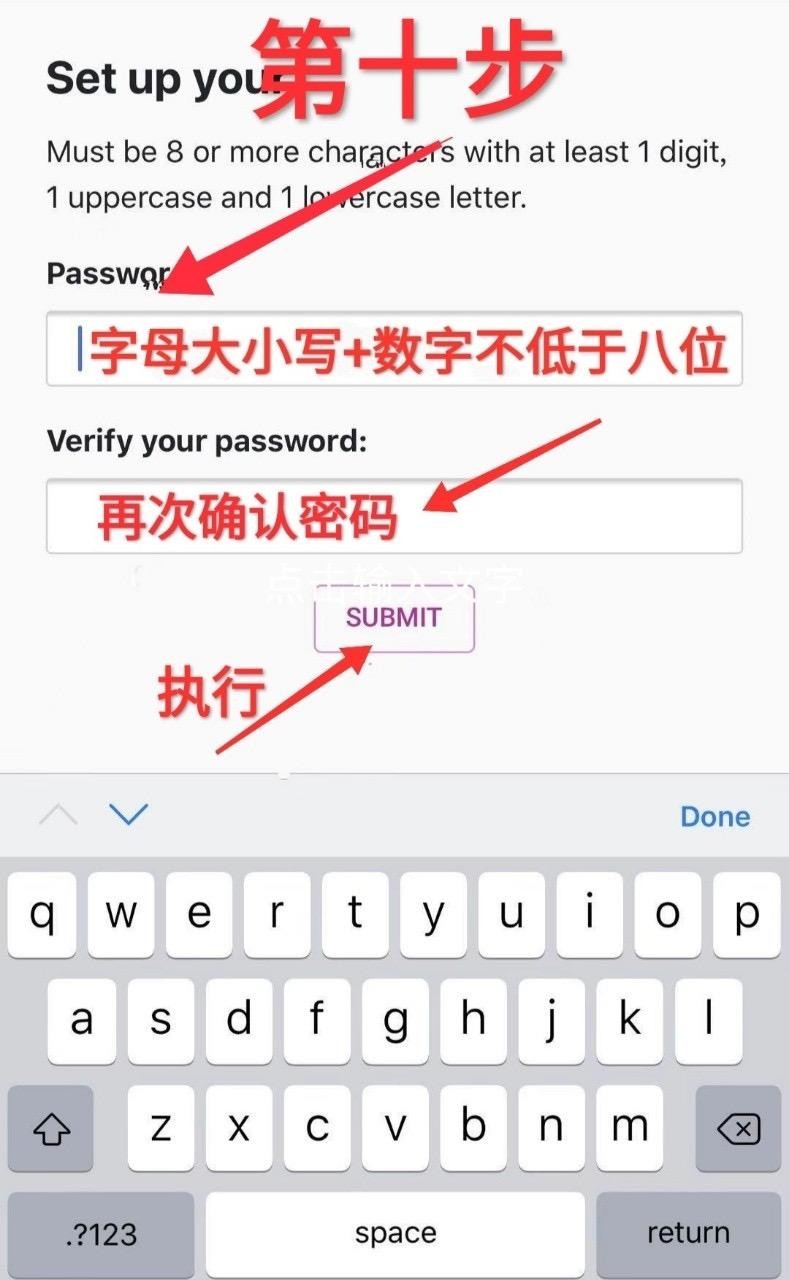 第十步
Set up your
Must be 8 or more characters with at least 1 digit,
1 uppercase and 1 lowercase letter.
Passwor
字母大小写+数字不低于八位
Verify your password:
再次确认密码
点击输入文字
SUBMIT
执行
Done
q w e r t y u i o p
a s d f g h j k l
z x c v b n m
.?123 space return